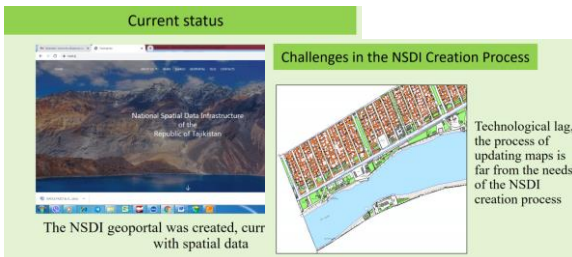 Current status
National Spatial Data Infrastructure
of the
Republic of Tajikistan
The NSDI geoportal was created, curr
with spatial data
Challenges in the NSDI Creation Process
Technological lag,
the process of
updating maps is
far from the needs
of the NSDI
creation process